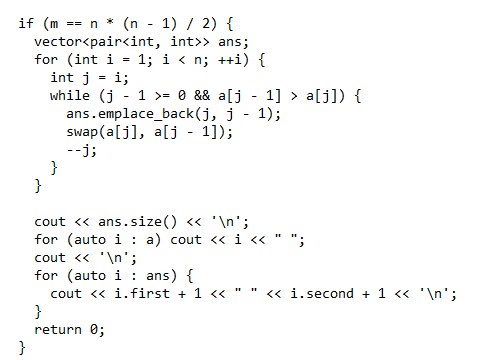 if (m == n * (n - 1) / 2) {
  vector<pair<int, int>> ans;
  for (int i = 1; i < n; ++i) {
    int j = i;
    while (j - 1 >= 0 && a[j - 1] > a[j]) {
      ans.emplace_back(j, j - 1);
      swap(a[j], a[j - 1]);
      --j;
    }
  }

  cout << ans.size() << '\n';
  for (auto i : a) cout << i << " ";
  cout << '\n';
  for (auto i : ans) {
    cout << i.first + 1 << " " << i.second + 1 << '\n';
  }
  return 0;
}